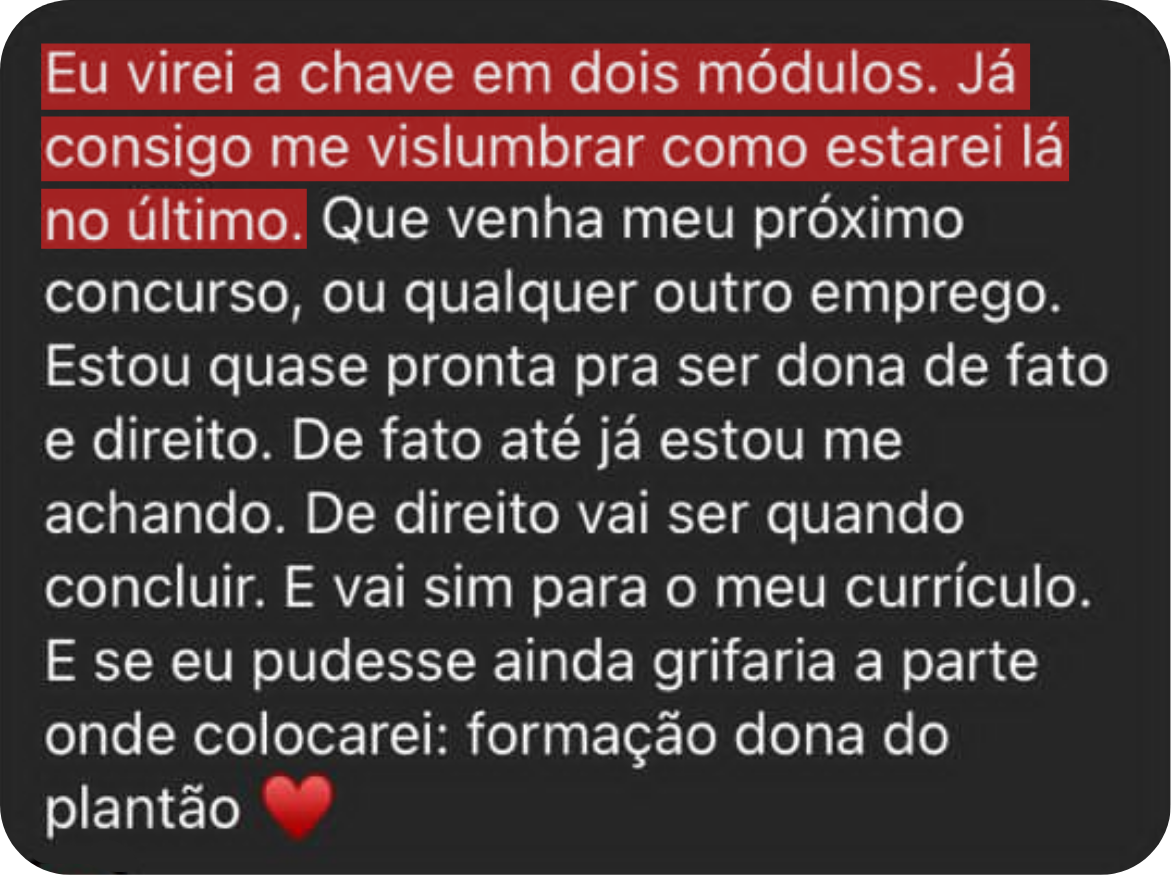 Eu virei a chave em dois módulos. Já
consigo me vislumbrar como estarei lá
no último. Que venha meu próximo
concurso, ou qualquer outro emprego.
Estou quase pronta pra ser dona de fato
e direito. De fato até já estou me
achando. De direito vai ser quando
concluir. E vai sim para o meu currículo.
E se eu pudesse ainda grifaria a parte
onde colocarei: formação dona do
plantão ♥️